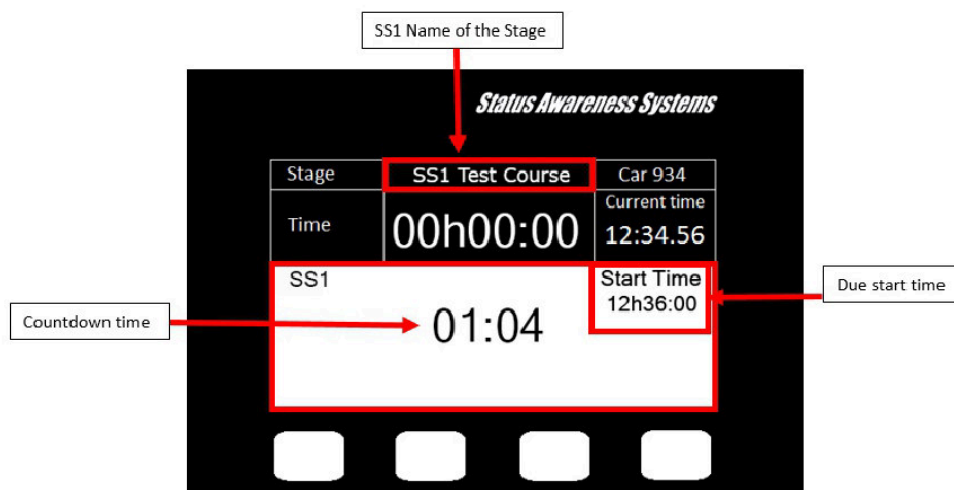 SS1 Name of the Stage
Status Awareness Systems
Stage
SS1 Test Course
Car 934
Time
00h00:00
Current time
12:34.56
SS1
Start Time
12h36:00
Due start time
Countdown time
01:04